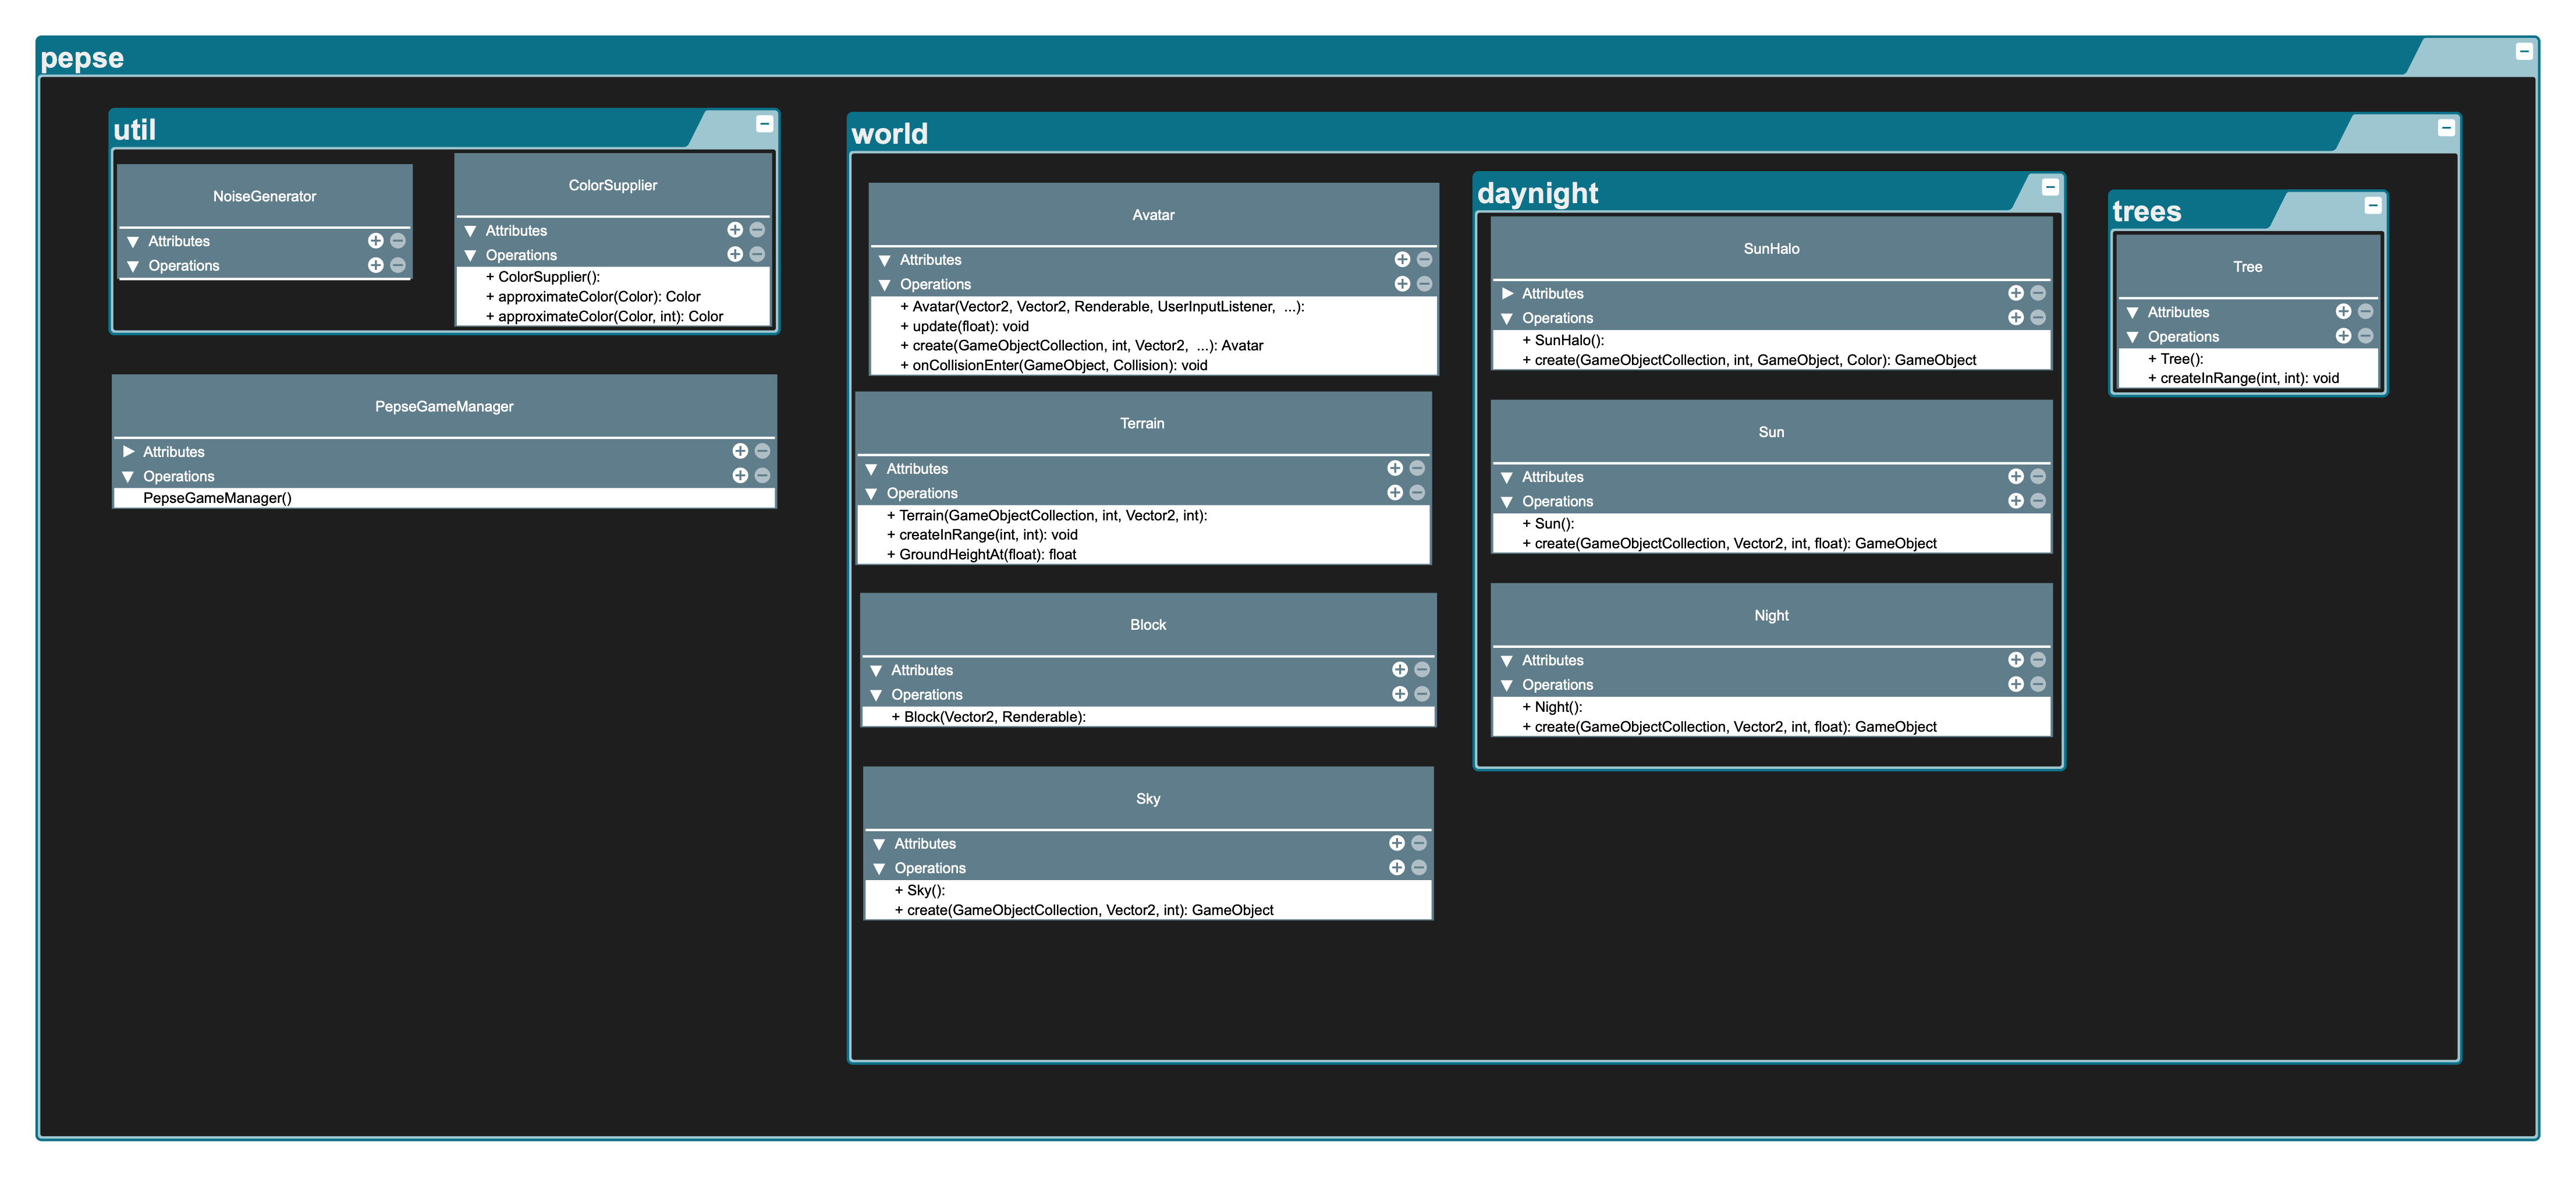 pepse
util
NoiseGenerator
Attributes
Operations
ColorSupplier
Attributes
Operations
+ ColorSupplier():
+ approximateColor(Color): Color
+ approximateColor(Color, int): Color
PepseGameManager
Attributes
Operations
PepseGameManager()
world
Avatar
Attributes
Operations
+ Avatar(Vector2, Vector2, Renderable, UserInputListener, ...):
+ update(float): void
+ create(GameObjectCollection, int, Vector2, ...): Avatar
+ onCollisionEnter(GameObject, Collision): void
Terrain
Attributes
Operations
+ Terrain(GameObjectCollection, int, Vector2, int):
+ createInRange(int, int): void
+ GroundHeightAt(float): float
Block
Attributes
Operations
+ Block(Vector2, Renderable):
Sky
Attributes
Operations
+ Sky():
+ create(GameObjectCollection, Vector2, int): GameObject
daynight
SunHalo
Attributes
Operations
+ SunHalo():
+ create(GameObjectCollection, int, GameObject, Color): GameObject
Sun
Attributes
Operations
+ Sun():
+ create(GameObjectCollection, Vector2, int, float): GameObject
Night
Attributes
Operations
+ Night():
+ create(GameObjectCollection, Vector2, int, float): GameObject
trees
Tree
Attributes
Operations
+ Tree():
+ createInRange(int, int): void